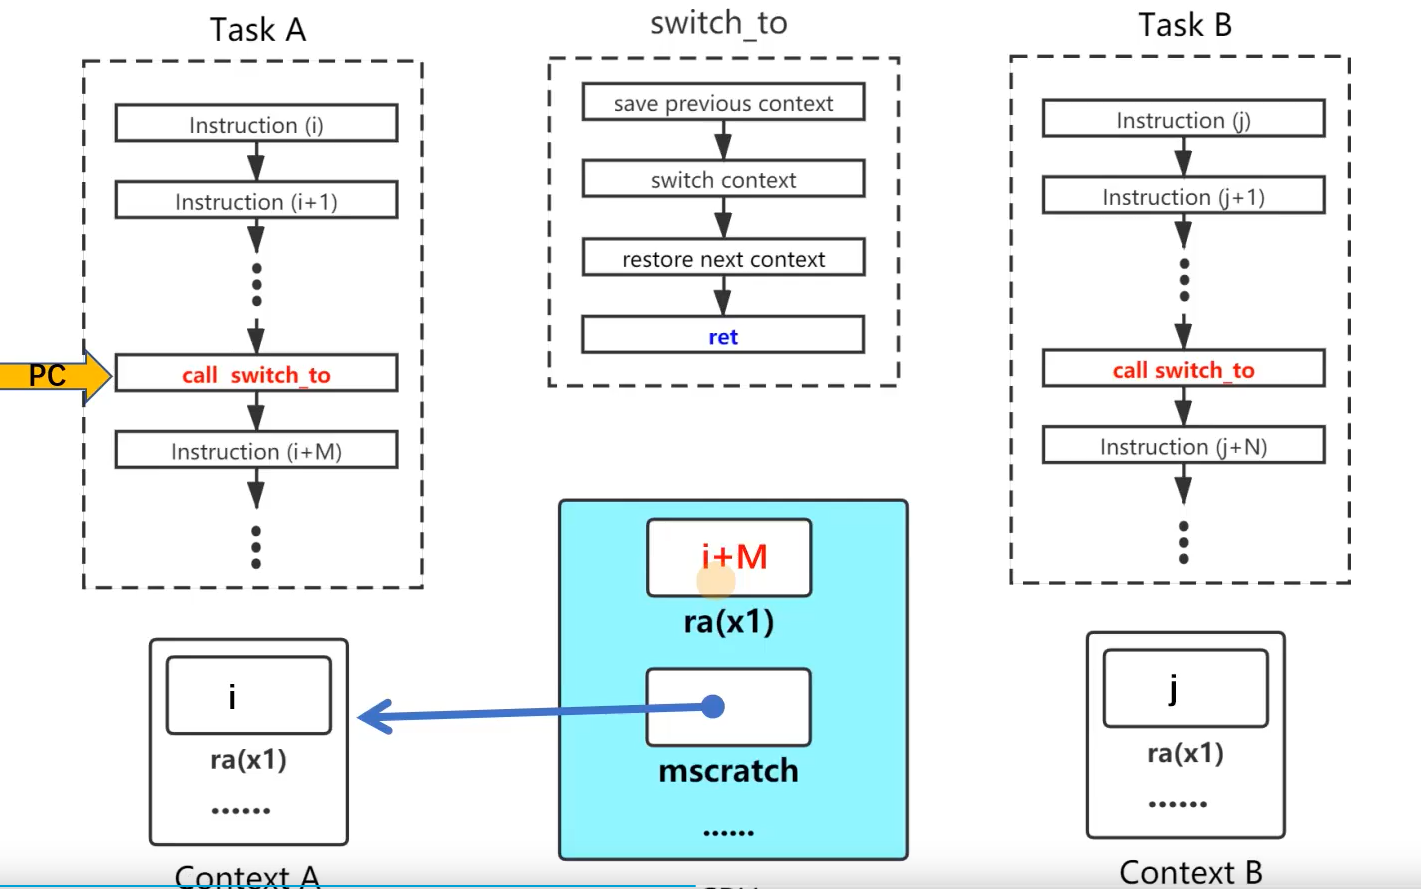 Task A
Instruction (i)
Instruction (i+1)
PC
call switch_to
Instruction (i+M)
switch_to
save previous context
switch context
restore next context
ret
Task B
Instruction (j)
Instruction (j+1)
call switch_to
Instruction (j+N)
i
ra(x1)
......
Context A
i+M
ra(x1)
mscratch
......
j
ra(x1)
......
Context B